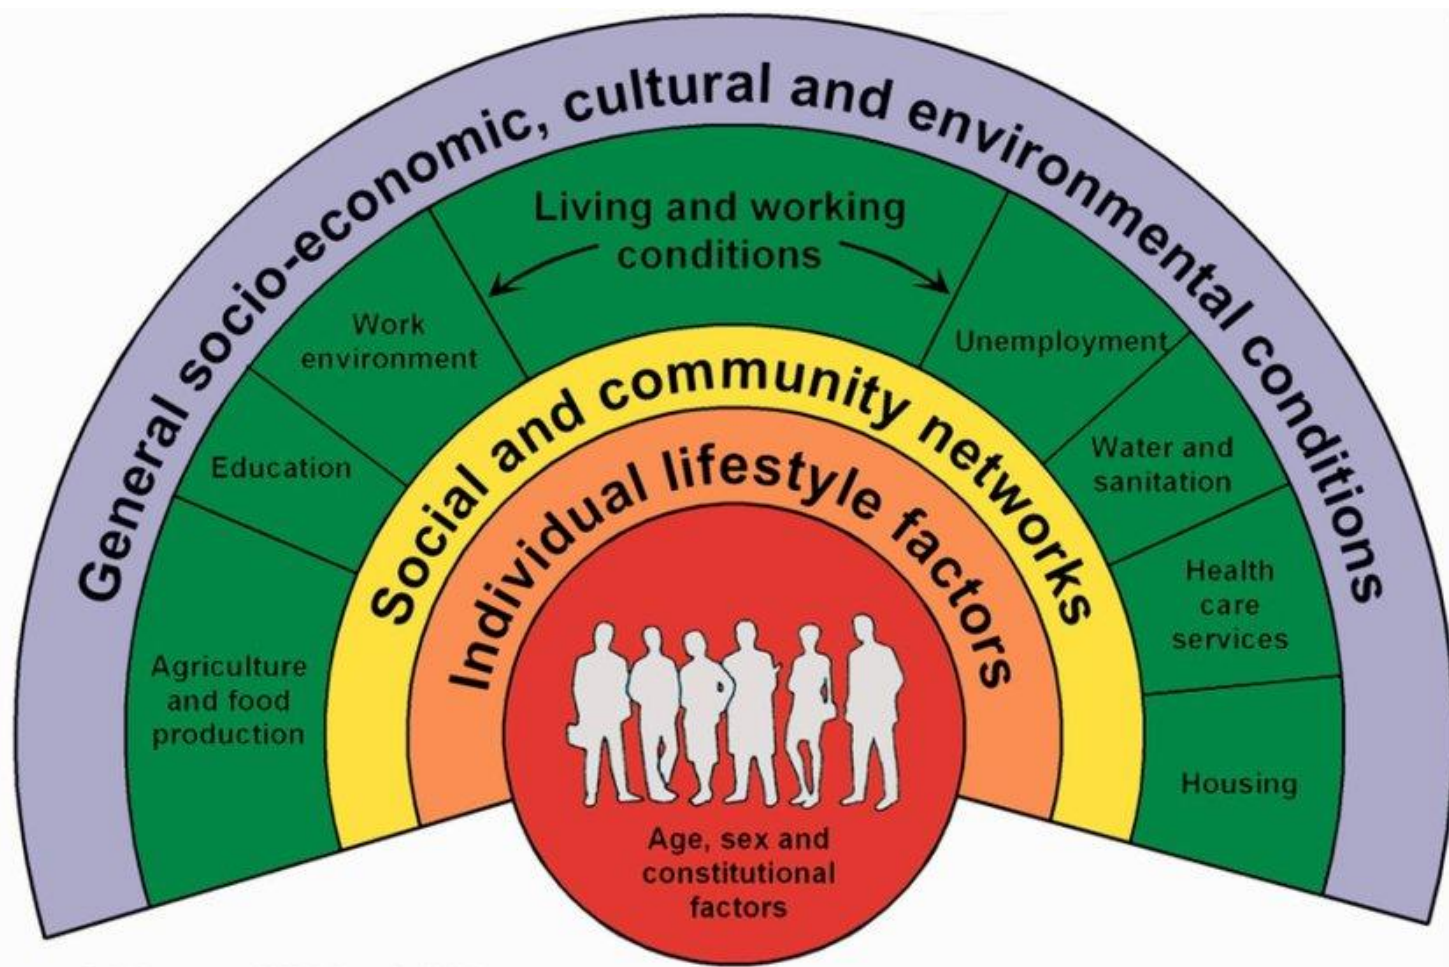 General socio-economic, cultural and environmental conditions
Living and working
conditions
Work
environment
Unemployment
Education
Water and
sanitation
Agriculture
and food
production
Health
care
services
Housing
Social and community networks
Individual lifestyle factors
Age, sex and
constitutional
factors